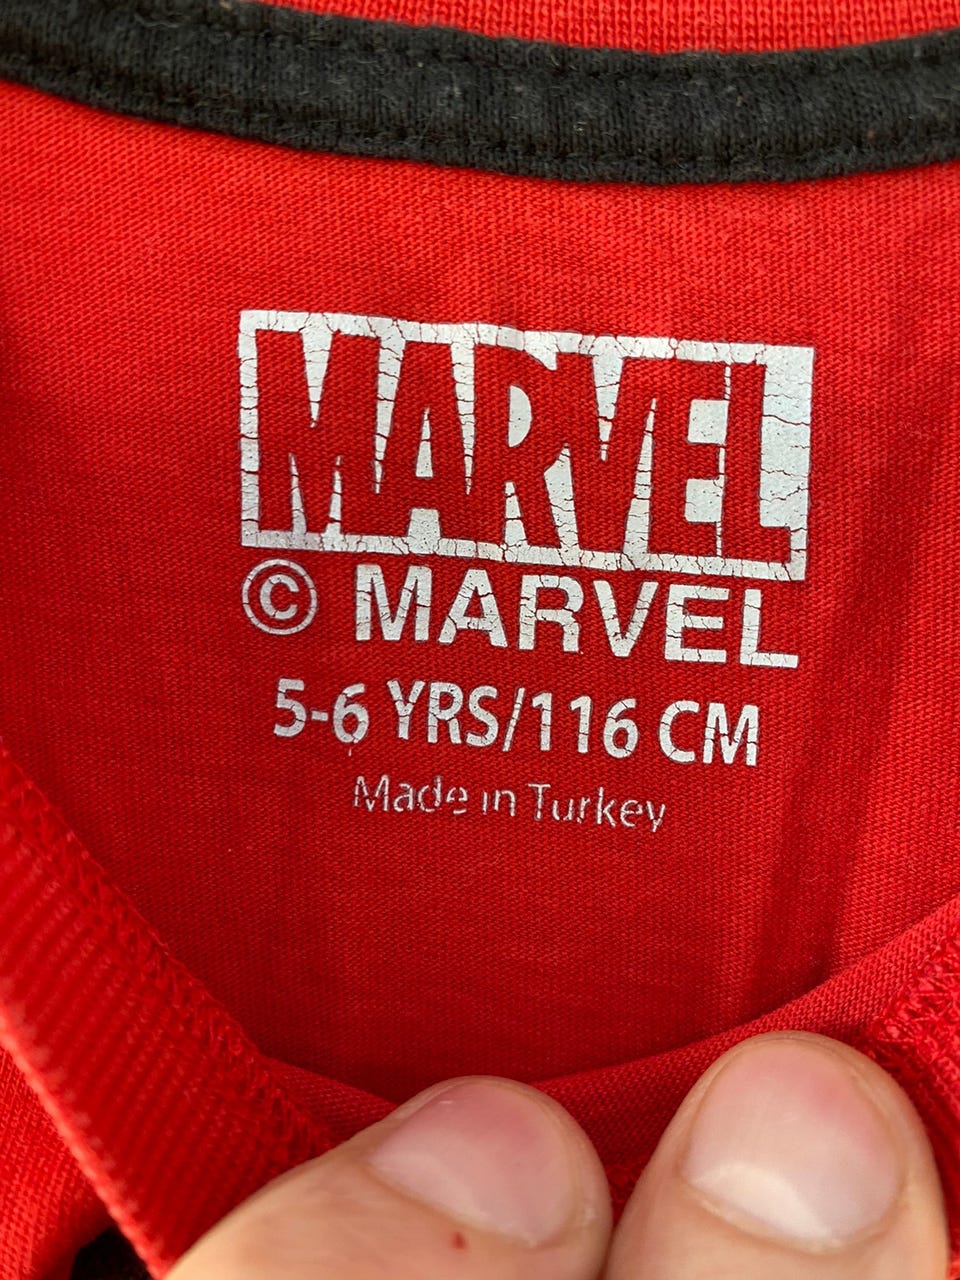 MARVEL
© MARVEL
5-6 YRS/116 CM
Made in Turkey